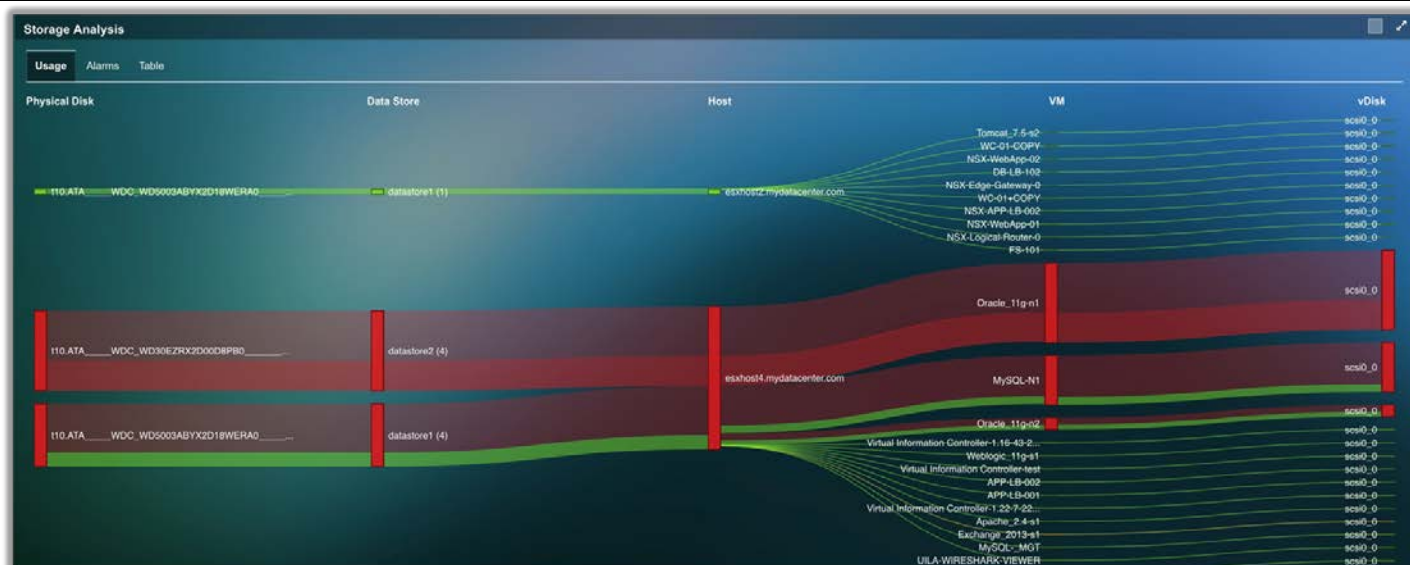 Storage Analysis
Usage Alarms Table
Physical Disk Data Store Host VM vDisk
scsi0_0
Tomcat_7.5-s2 scsi0_0
WC-01-COPY scsi0_0
NSX-WebApp-02 scsi0_0
DB-LB-102 scsi0_0
NSX-Edge-Gateway-0 scsi0_0
t10.ATA_____WDC_WD5003ABYX2D18WERA0_____... datastore1 (1) esxhost2.mydatacenter.com
WC-01+COPY scsi0_0
NSX-APP-LB-002 scsi0_0
NSX-WebApp-01 scsi0_0
NSX-Logical-Router-0 scsi0_0
FS-101
Oracle_11g-n1 scsi0_0
t10.ATA_____WDC_WD30EZRX2D00D8PB0_______... datastore2 (4)
esxhost4.mydatacenter.com MySQL-N1 scsi0_0
Oracle_11g-n2 scsi0_0
t10.ATA_____WDC_WD5003ABYX2D18WERA0_____... datastore1 (4) scsi0_0
Virtual Information Controller-1.16-43-2...
Weblogic_11g-s1 scsi0_0
Virtual Information Controller-test scsi0_0
APP-LB-002 scsi0_0
APP-LB-001 scsi0_0
Virtual Information Controller-1.22-7-22... scsi0_0
Apache_2.4-s1 scsi0_0
Exchange_2013-s1 scsi0_0
MySQL-_MGT scsi0_0
UILA-WIRESHARK-VIEWER scsi0_0